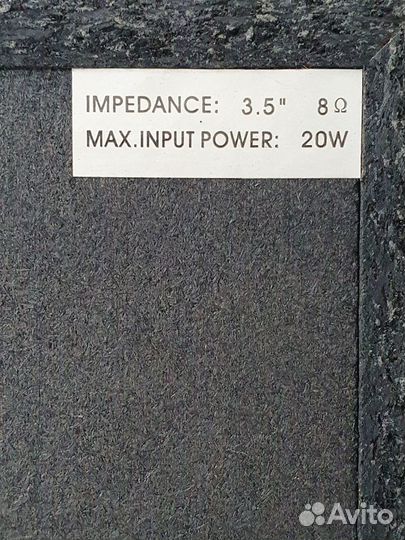 IMPEDANCE: 3.5" 8Ω
MAX.INPUT POWER: 20W
Avito